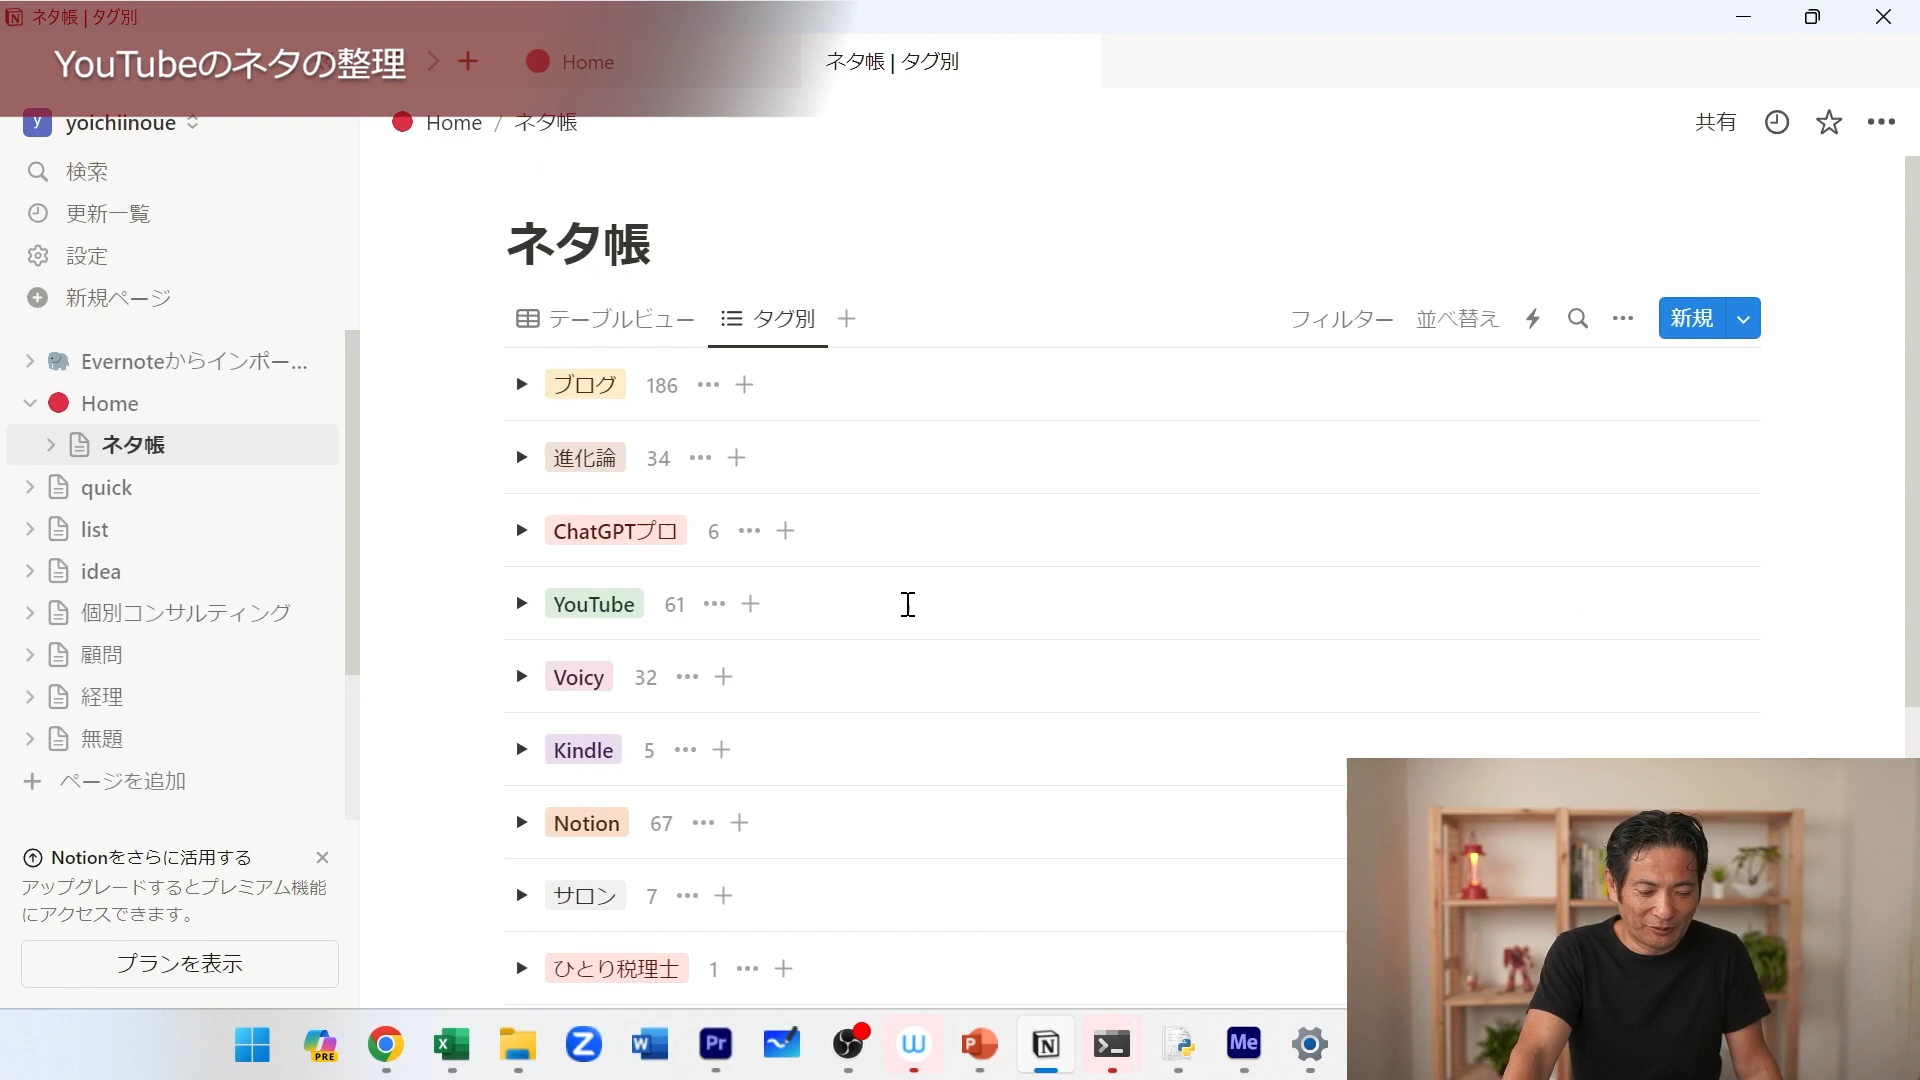 ネタ帳 | タグ別
YouTubeのネタの整理
Home
ネタ帳 | タグ別
y
yoichiinoue
Home / ネタ帳
共有
検索
更新一覧
設定
新規ページ
Evernoteからインポー...
Home
ネタ帳
quick
list
idea
個別コンサルティング
顧問
経理
無題
ページを追加
Notionをさらに活用する
アップグレードするとプレミアム機能
にアクセスできます。
プランを表示
ネタ帳
テーブルビュー
タグ別
フィルター
並べ替え
新規
ブログ 186
進化論 34
ChatGPTプロ 6
YouTube 61
Voicy 32
Kindle 5
Notion 67
サロン 7
ひとり税理士 1
PRE
X
Z
W
Pr
W
P
N
Me